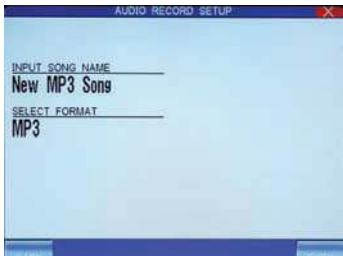 AUDIO RECORD SETUP
INPUT SONG NAME
New MP3 Song
SELECT FORMAT
MP3